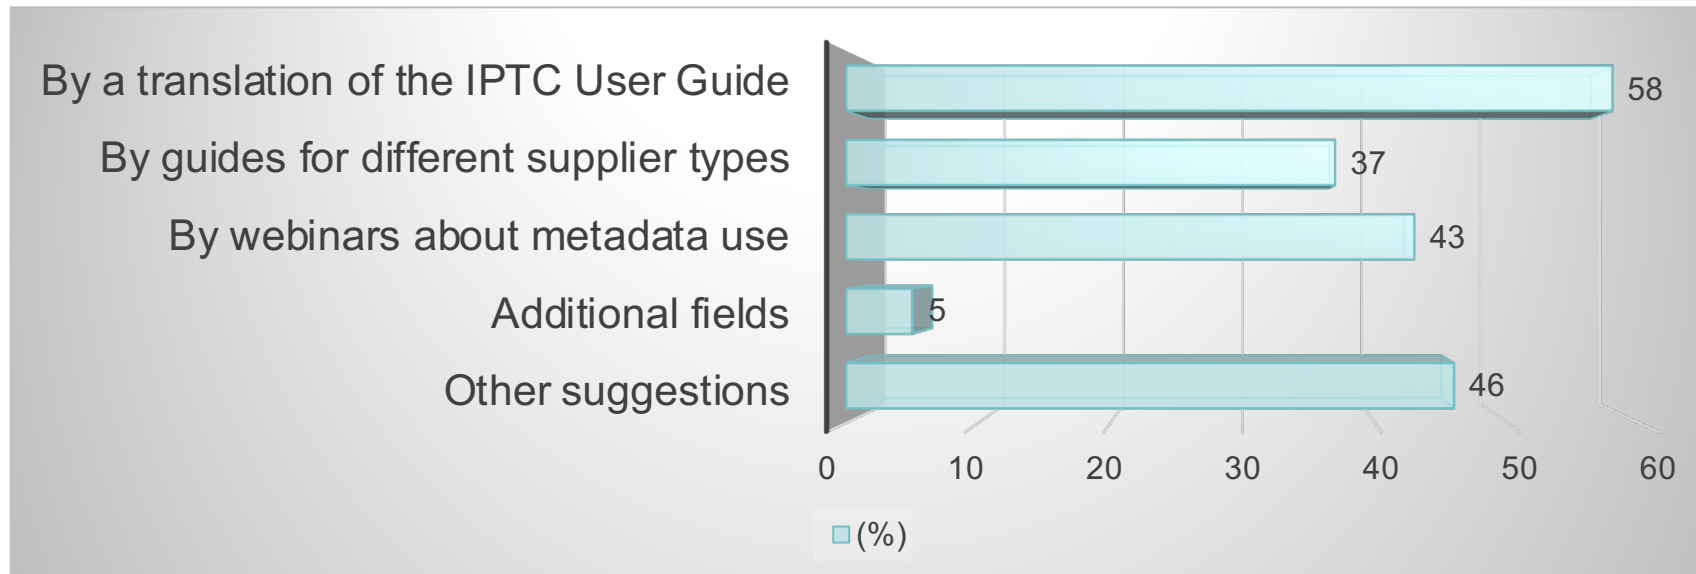 By a translation of the IPTC User Guide
58
By guides for different supplier types
37
By webinars about metadata use
43
Additional fields
5
Other suggestions
46
0 10 20 30 40 50 60
(%)